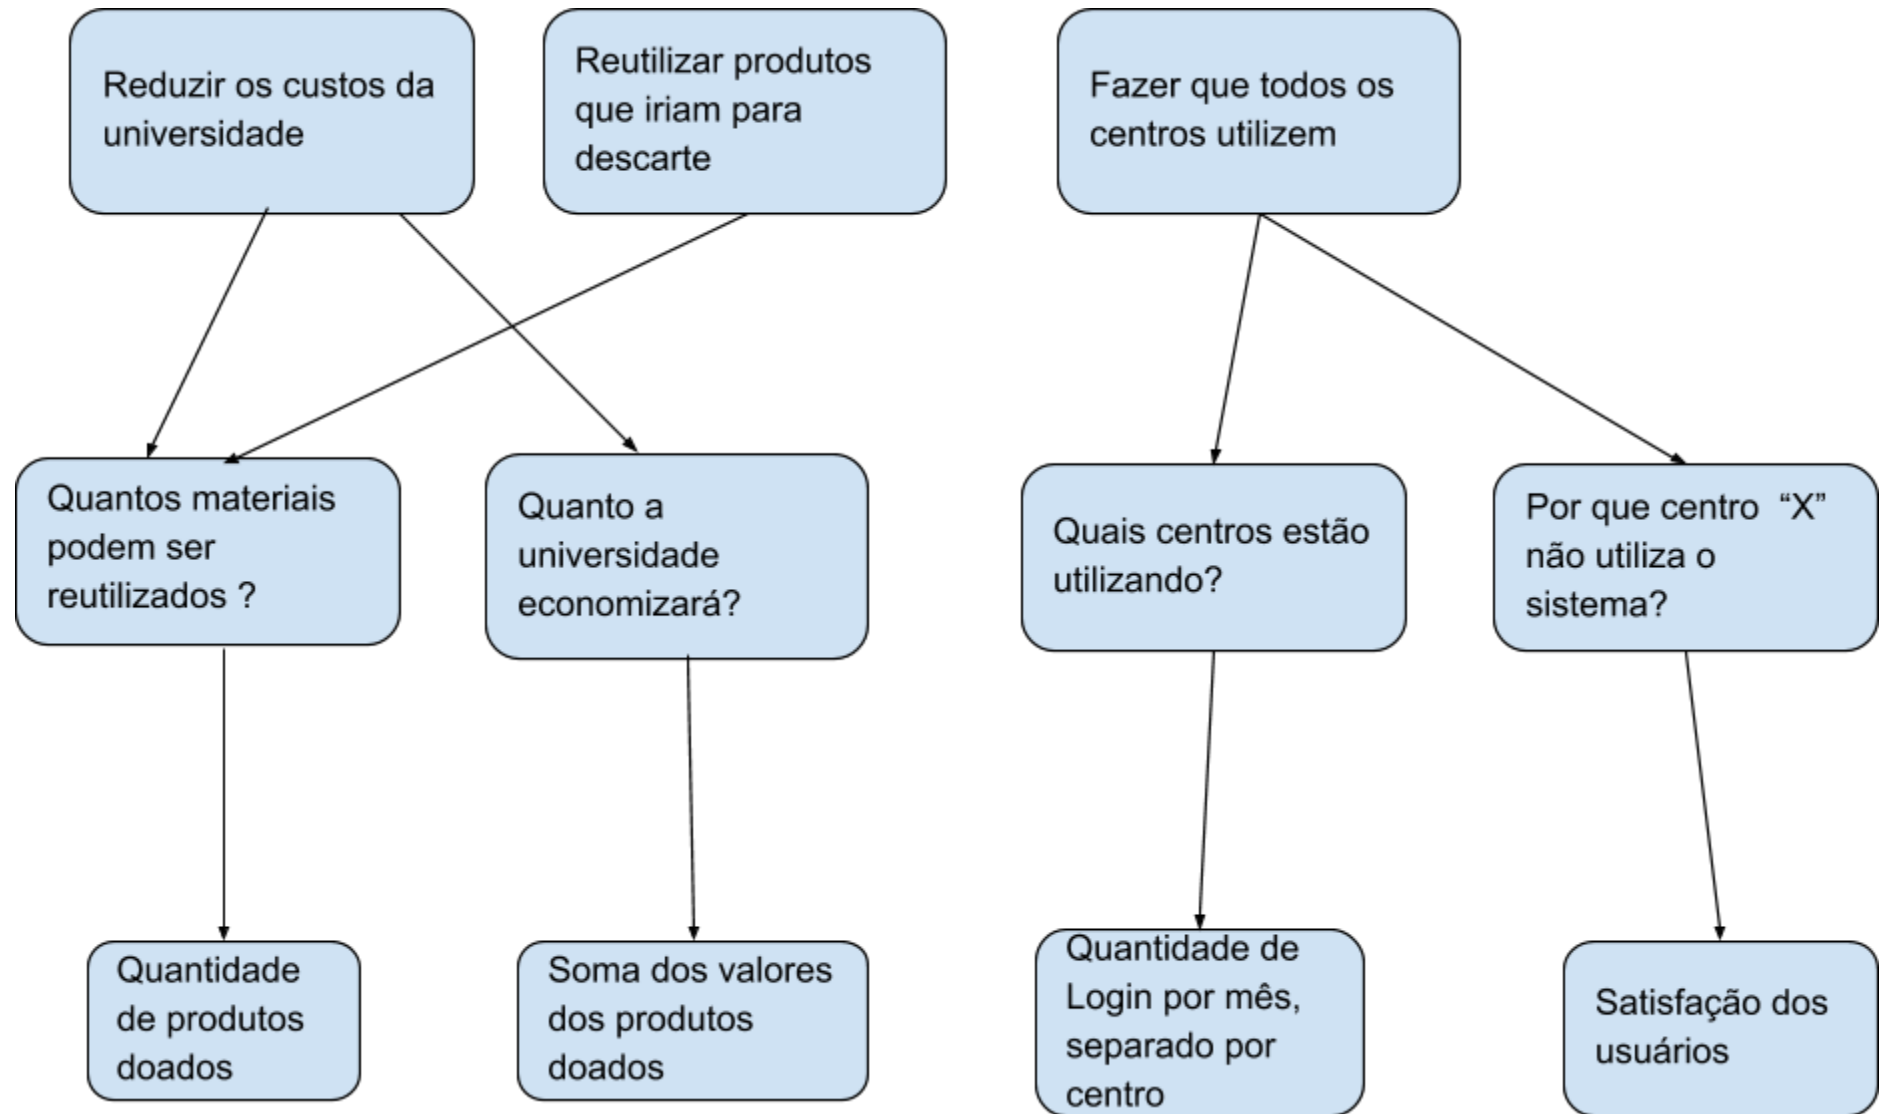 Reduzir os custos da
universidade
Reutilizar produtos
que iriam para
descarte
Fazer que todos os
centros utilizem
Quantos materiais
podem ser
reutilizados ?
Quanto a
universidade
economizará?
Quais centros estão
utilizando?
Por que centro “X”
não utiliza o
sistema?
Quantidade
de produtos
doados
Soma dos valores
dos produtos
doados
Quantidade de
Login por mês,
separado por
centro
Satisfação dos
usuários